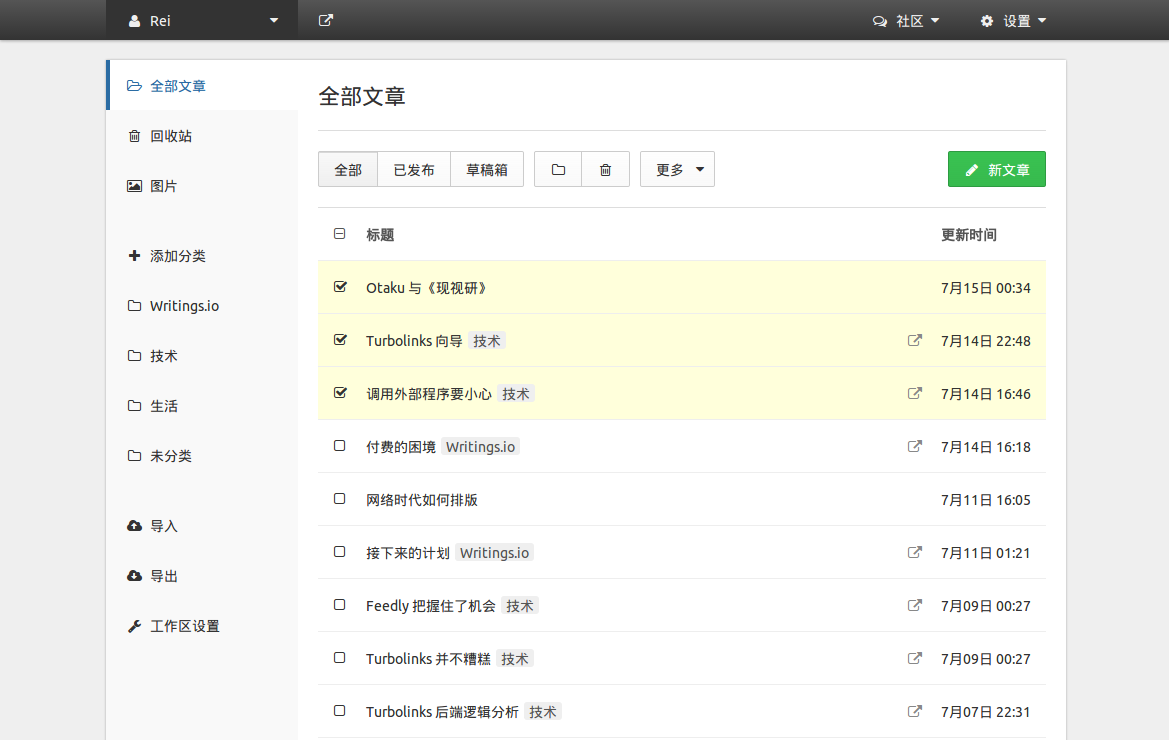 Rei 社区 设置
全部文章
回收站
图片
添加分类
Writings.io
技术
生活
未分类
导入
导出
工作区设置
全部文章
全部 已发布 草稿箱 更多 新文章
标题 更新时间
Otaku 与《现视研》 7月15日 00:34
Turbolinks 向导 技术 7月14日 22:48
调用外部程序要小心 技术 7月14日 16:46
付费的困境 Writings.io 7月14日 16:18
网络时代如何排版 7月11日 16:05
接下来的计划 Writings.io 7月11日 01:21
Feedly 把握住了机会 技术 7月09日 00:27
Turbolinks 并不糟糕 技术 7月09日 00:27
Turbolinks 后端逻辑分析 技术 7月07日 22:31